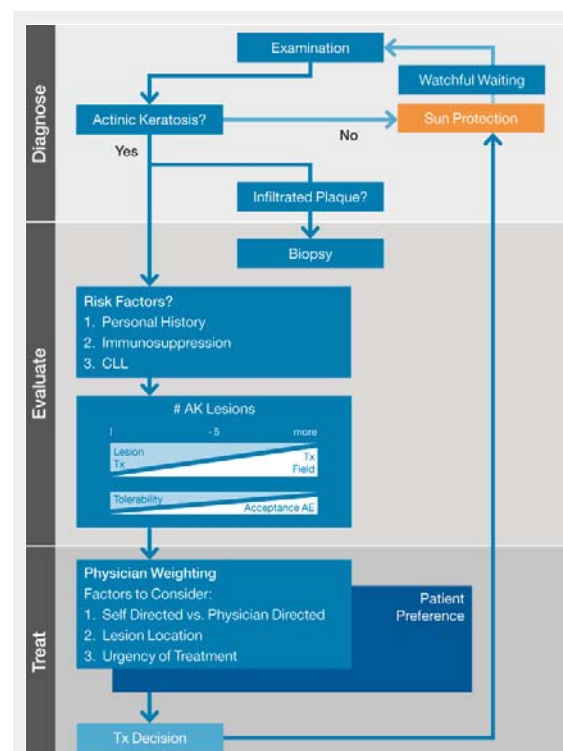 Diagnose
Examination
Watchful Waiting
Actinic Keratosis?
Sun Protection
No
Yes
Infiltrated Plaque?
Biopsy
Evaluate
Risk Factors?
1. Personal History
2. Immunosuppression
3. CLL
# AK Lesions
~ 5
more
Lesion
Tx
Tx
Field
Tolerability
Acceptance AE
Treat
Physician Weighting
Factors to Consider:
1. Self Directed vs. Physician Directed
2. Lesion Location
3. Urgency of Treatment
Patient
Preference
Tx Decision